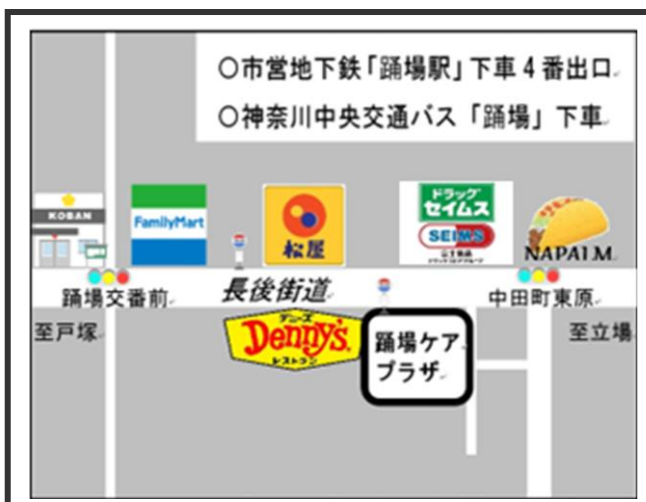 ○市営地下鉄「踊場駅」下車４番出口
○神奈川中央交通バス「踊場」下車
KOBAN
FamilyMart
松屋
ドラッグ
セイムス
SEIMS
NAPALM
踊場交番前
長後街道
中田町東原
至戸塚
デニーズ
Denny's
レストラン
踊場ケア
プラザ
至立場